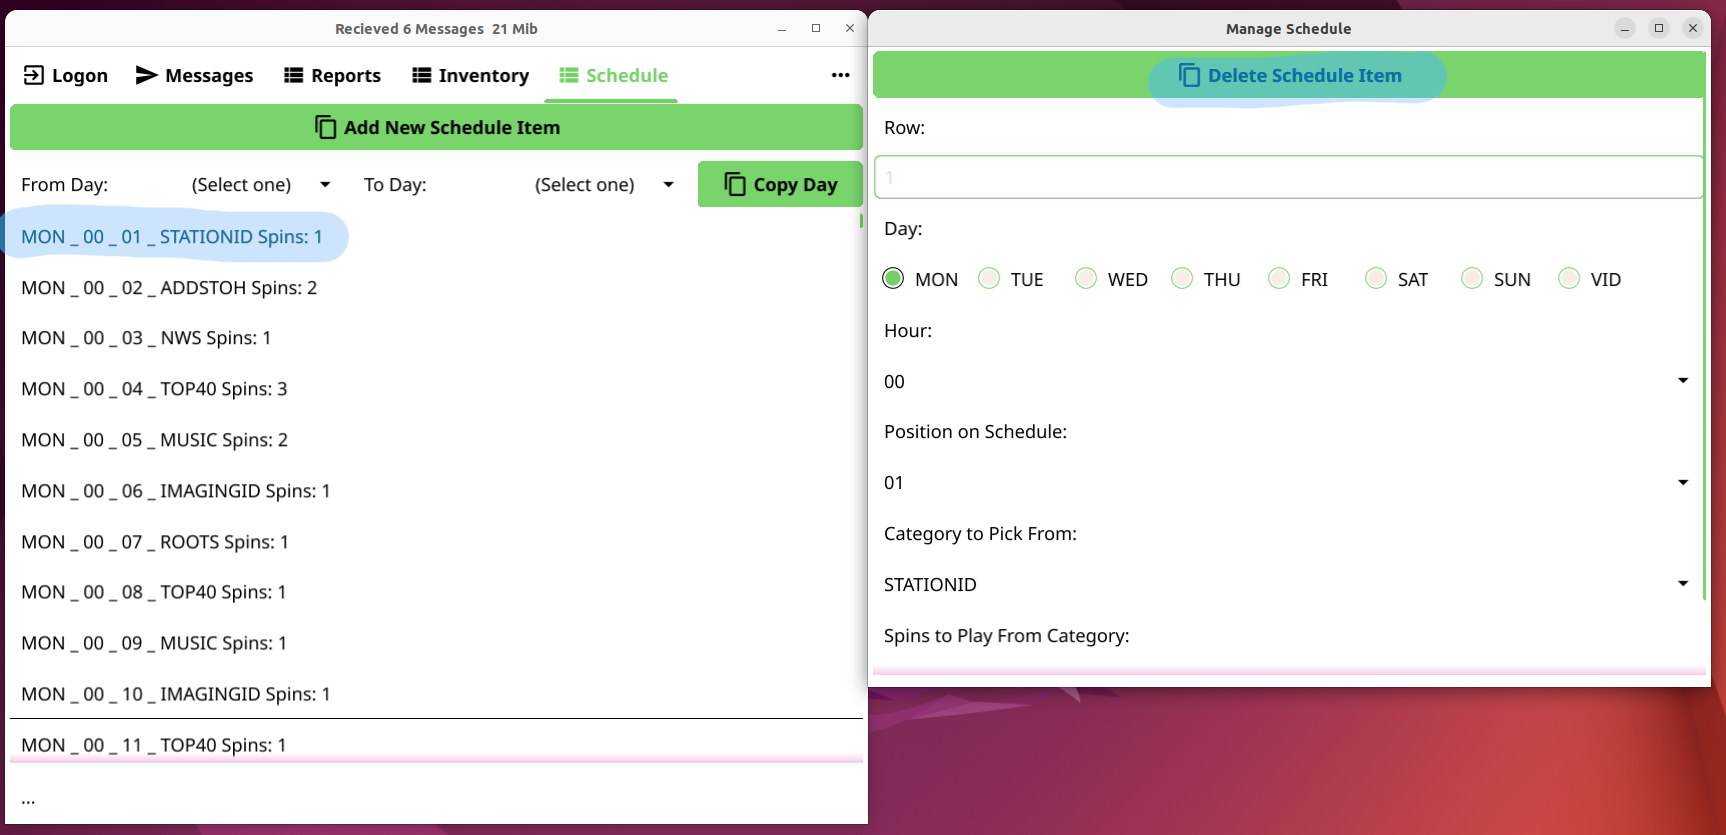 Recieved 6 Messages  21 Mib
Logon Messages Reports Inventory Schedule
Add New Schedule Item
From Day: (Select one) To Day: (Select one) Copy Day
MON _ 00 _ 01 _ STATIONID Spins: 1
MON _ 00 _ 02 _ ADDSTOH Spins: 2
MON _ 00 _ 03 _ NWS Spins: 1
MON _ 00 _ 04 _ TOP40 Spins: 3
MON _ 00 _ 05 _ MUSIC Spins: 2
MON _ 00 _ 06 _ IMAGINGID Spins: 1
MON _ 00 _ 07 _ ROOTS Spins: 1
MON _ 00 _ 08 _ TOP40 Spins: 1
MON _ 00 _ 09 _ MUSIC Spins: 1
MON _ 00 _ 10 _ IMAGINGID Spins: 1
MON _ 00 _ 11 _ TOP40 Spins: 1
...
Manage Schedule
Delete Schedule Item
Row:
1
Day:
MON TUE WED THU FRI SAT SUN VID
Hour:
00
Position on Schedule:
01
Category to Pick From:
STATIONID
Spins to Play From Category: